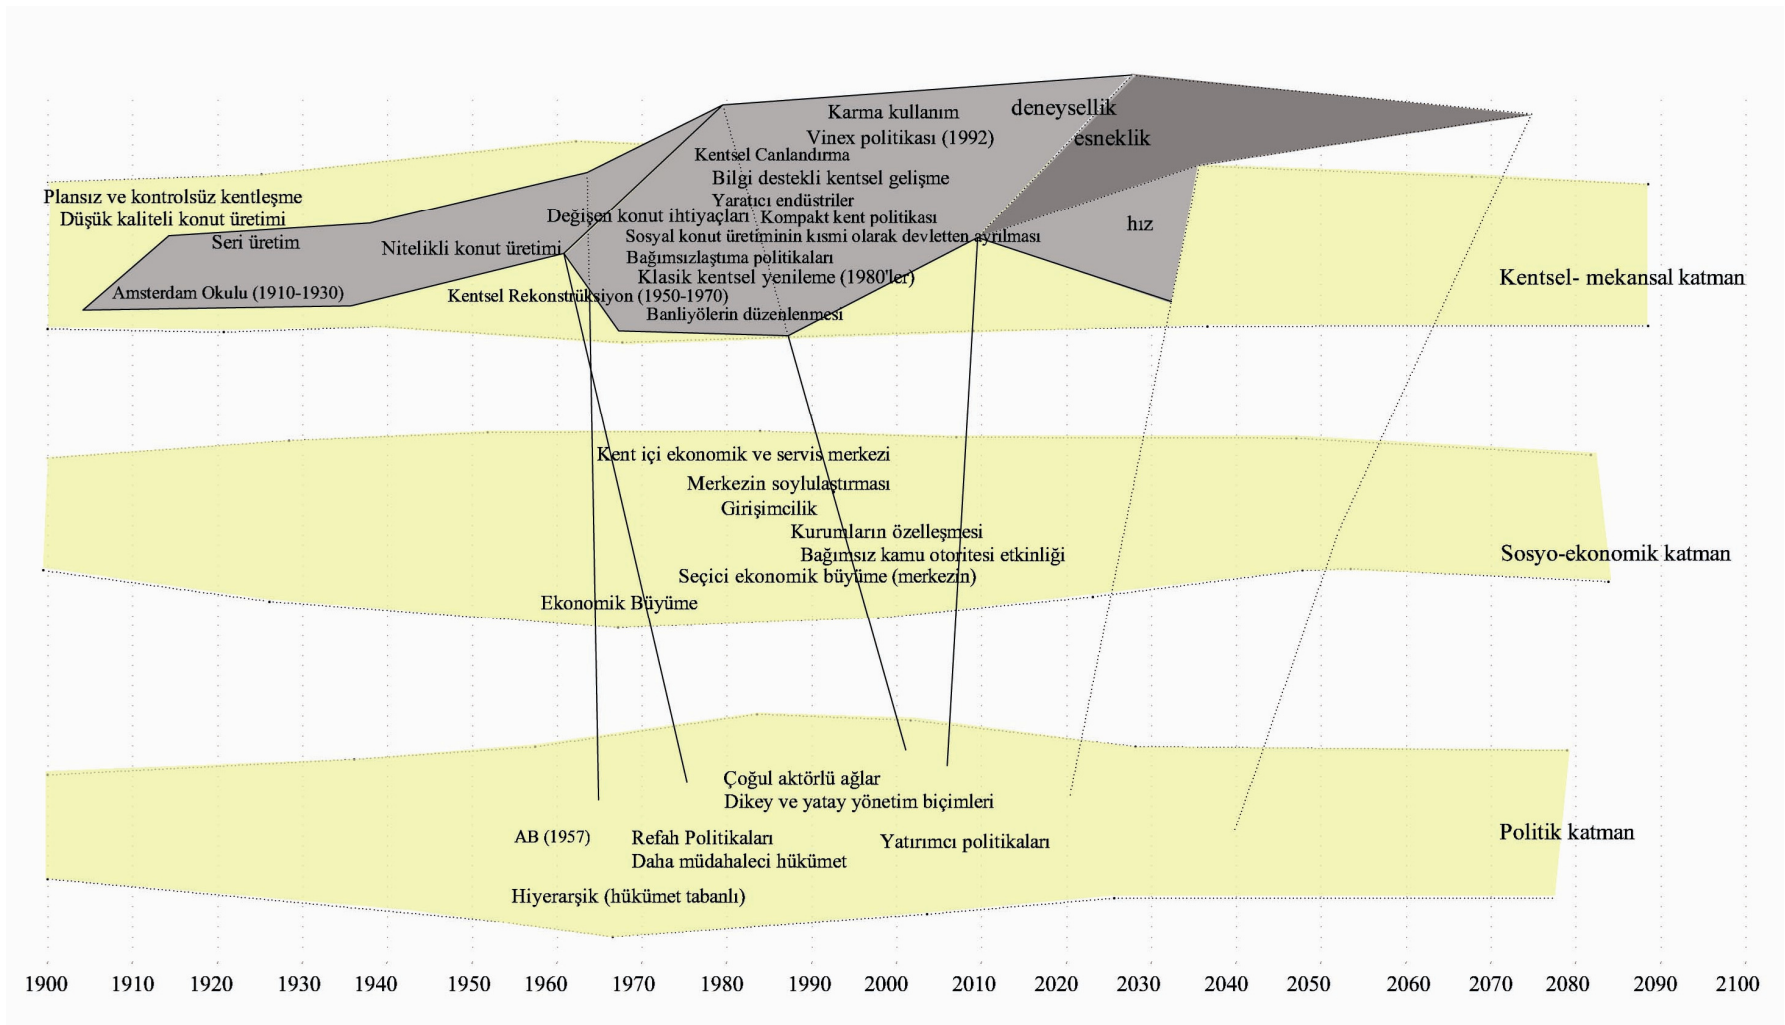 Karma kullanım
deneysellik
Vinex politikası (1992)
esneklik
Kentsel Canlandırma
Bilgi destekli kentsel gelişme
Plansız ve kontrolsüz kentleşme
Yaratıcı endüstriler
Düşük kaliteli konut üretimi
Değişen konut ihtiyaçları
Kompakt kent politikası
hız
Seri üretim
Nitelikli konut üretimi
Sosyal konut üretiminin kısmi olarak devletten ayrılması
Bağımsızlaştıma politikaları
Klasik kentsel yenileme (1980'ler)
Kentsel- mekansal katman
Amsterdam Okulu (1910-1930)
Kentsel Rekonstrüksiyon (1950-1970)
Banliyölerin düzenlenmesi
Kent içi ekonomik ve servis merkezi
Merkezin soylulaştırması
Girişimcilik
Kurumların özelleşmesi
Bağımsız kamu otoritesi etkinliği
Sosyo-ekonomik katman
Seçici ekonomik büyüme (merkezin)
Ekonomik Büyüme
Çoğul aktörlü ağlar
Dikey ve yatay yönetim biçimleri
AB (1957)
Refah Politikaları
Yatırımcı politikaları
Politik katman
Daha müdahaleci hükümet
Hiyerarşik (hükümet tabanlı)
1900 1910 1920 1930 1940 1950 1960 1970 1980 1990 2000 2010 2020 2030 2040 2050 2060 2070 2080 2090 2100